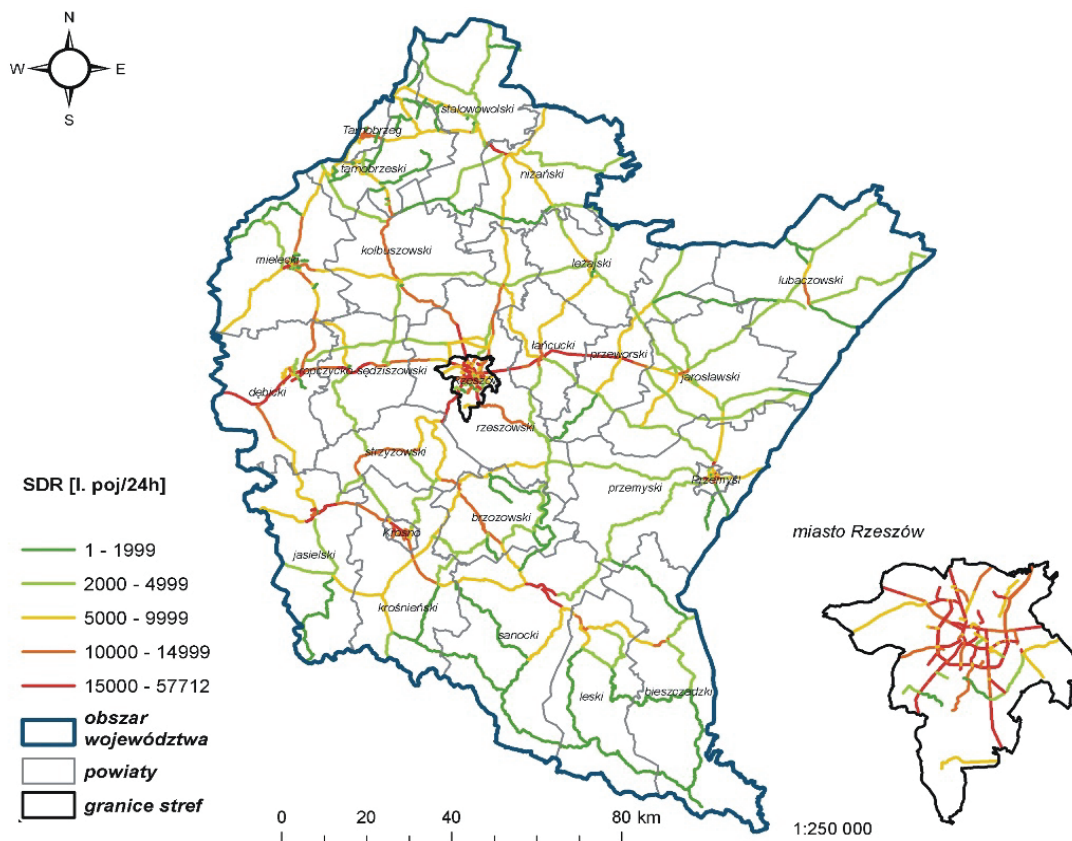 N
W E
S
stalowowolski
Tarnobrzeg
tarnobrzeski
niżański
kolbuszowski
mielecki
leżajski
lubaczowski
łańcucki
przeworski
ropczycko-sędziszowski
jarosławski
Rzeszów
dębicki
rzeszowski
strzyżowski
SDR [l. poj/24h]
przemyski
Przemyśl
brzozowski
miasto Rzeszów
Krosno
1 - 1999
jasielski
2000 - 4999
krośnieński
5000 - 9999
sanocki
10000 - 14999
leski
bieszczadzki
15000 - 57712
obszar
województwa
powiaty
granice stref
0 20 40 80 km
1:250 000